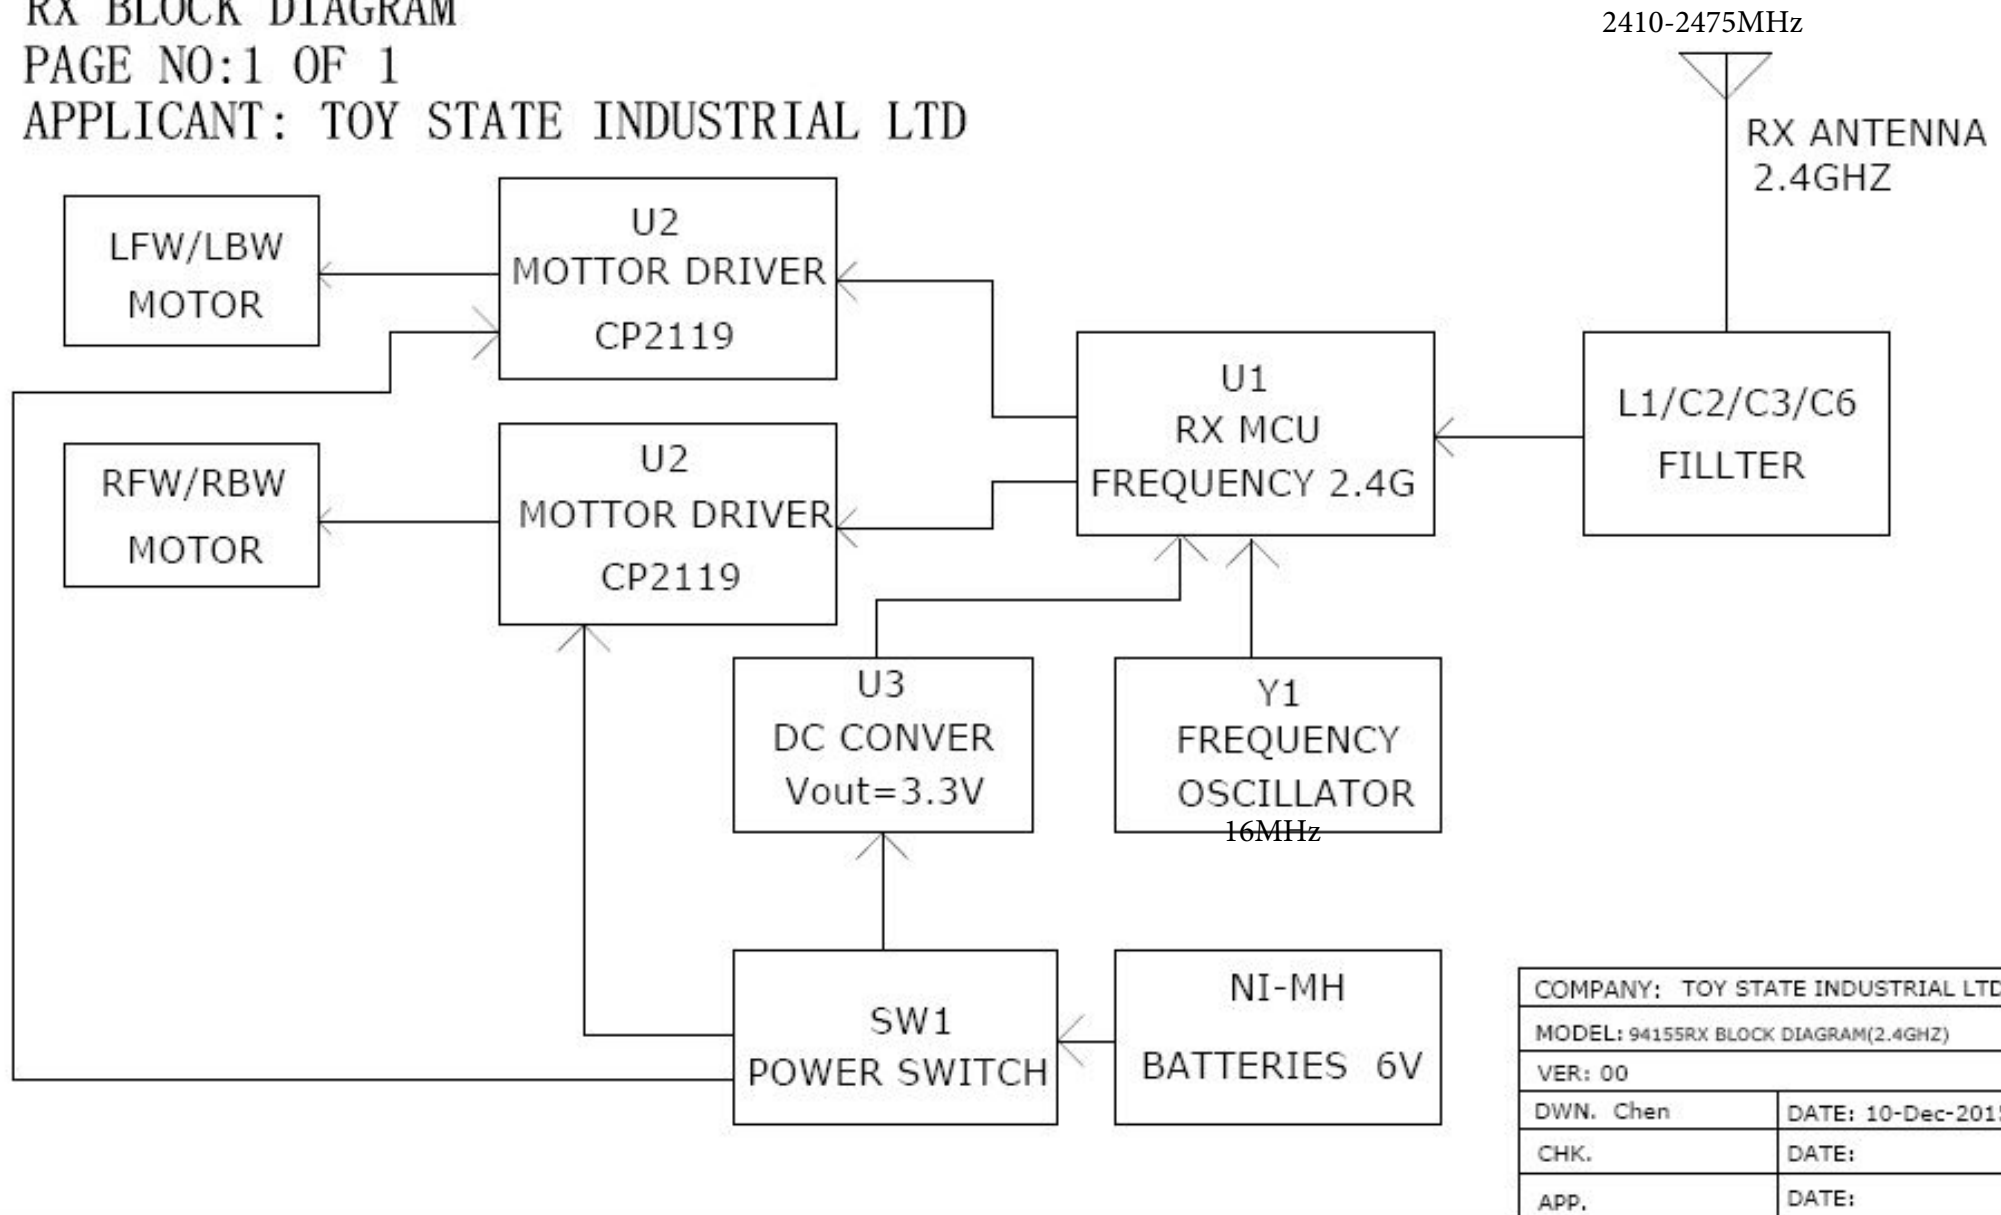 RX BLOCK DIAGRAM
PAGE NO:1 OF 1
APPLICANT: TOY STATE INDUSTRIAL LTD
2410-2475MHz
RX ANTENNA
2.4GHZ
LFW/LBW
MOTOR
U2
MOTTOR DRIVER
CP2119
U1
RX MCU
FREQUENCY 2.4G
L1/C2/C3/C6
FILLTER
RFW/RBW
MOTOR
U2
MOTTOR DRIVER
CP2119
U3
DC CONVER
Vout=3.3V
Y1
FREQUENCY
OSCILLATOR
16MHz
SW1
POWER SWITCH
NI-MH
BATTERIES 6V
COMPANY: TOY STATE INDUSTRIAL LTD
MODEL: 94155RX BLOCK DIAGRAM(2.4GHZ)
VER: 00
DWN. Chen
DATE: 10-Dec-2015
CHK.
DATE:
APP.
DATE: